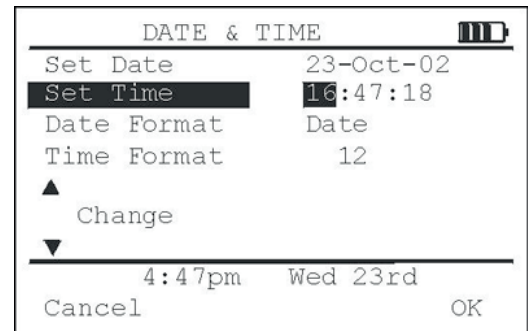 DATE & TIME
Set Date 23-Oct-02
Set Time 16:47:18
Date Format Date
Time Format 12
Change
4:47pm Wed 23rd
Cancel OK